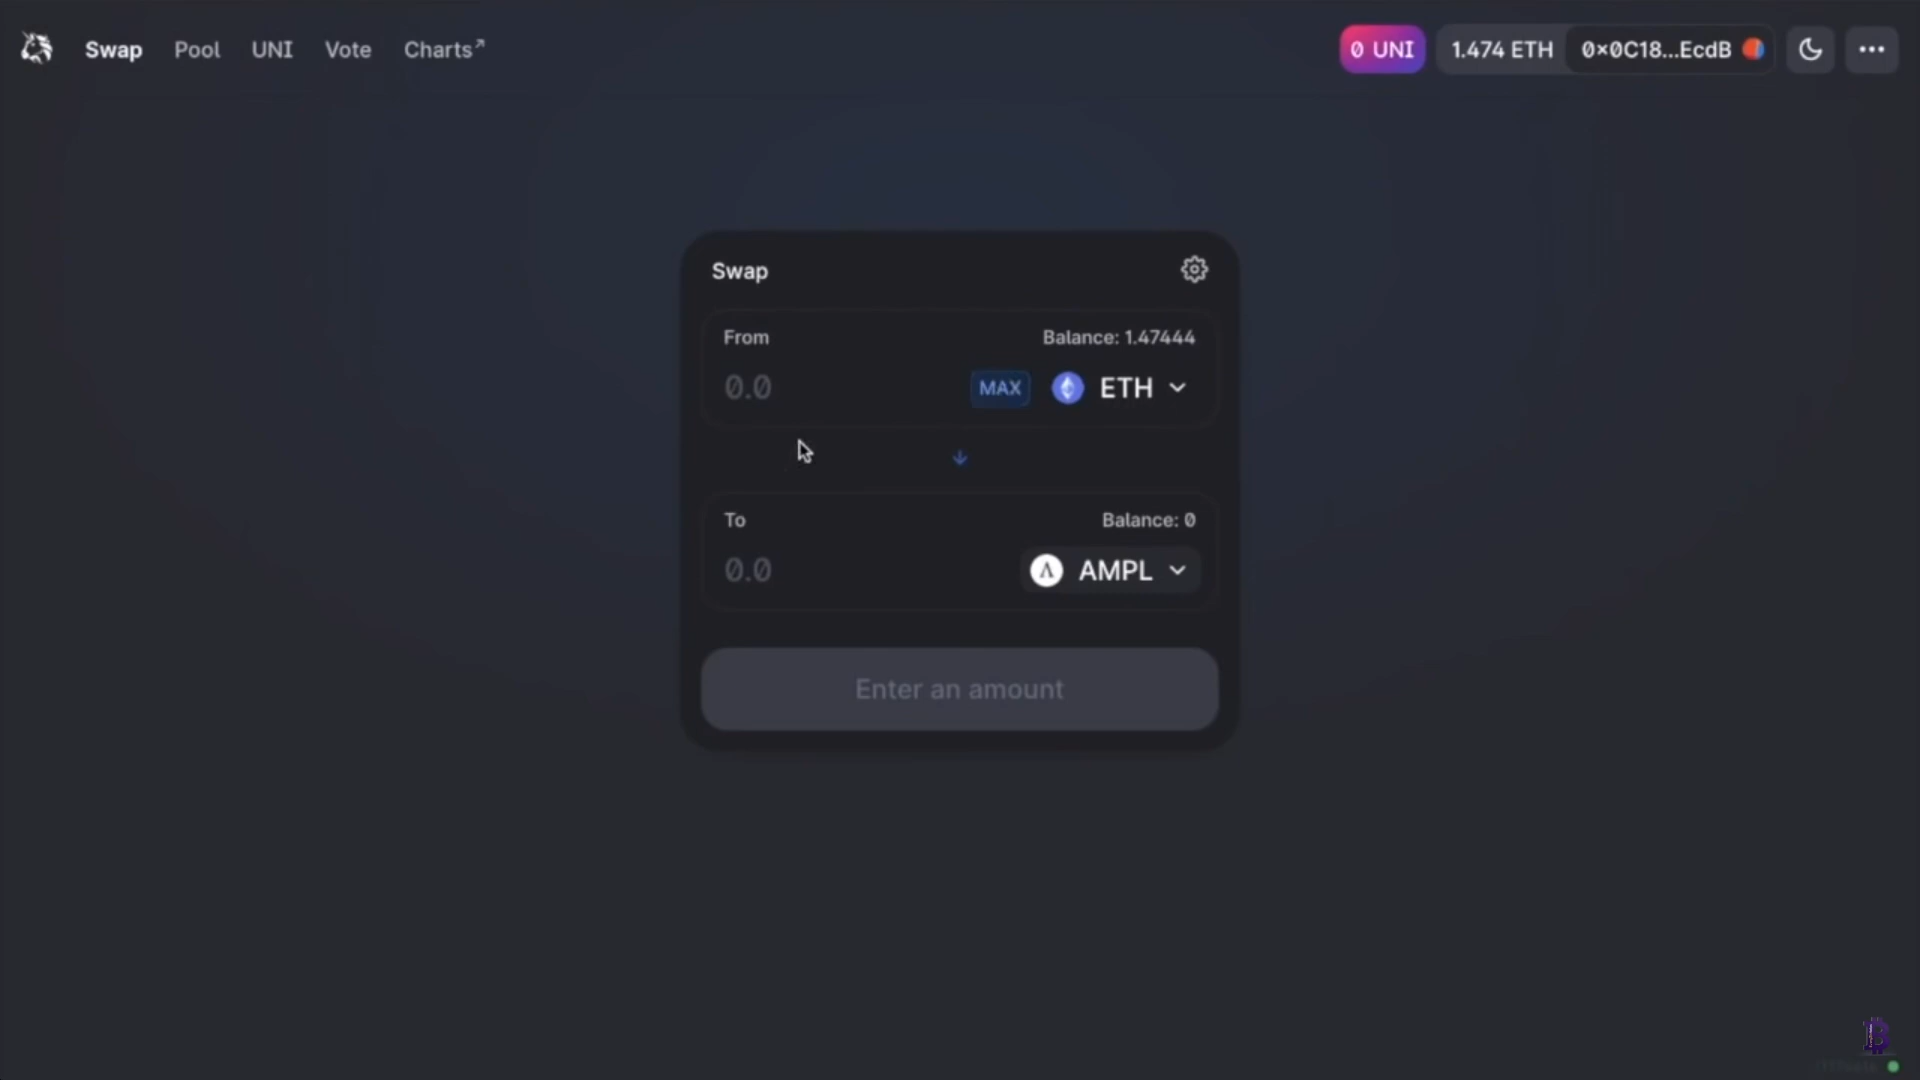 Swap Pool UNI Vote Charts↗ 0 UNI 1.474 ETH 0x0C18...EcdB
Swap
From Balance: 1.47444
0.0 MAX ETH
To Balance: 0
0.0 AMPL
Enter an amount